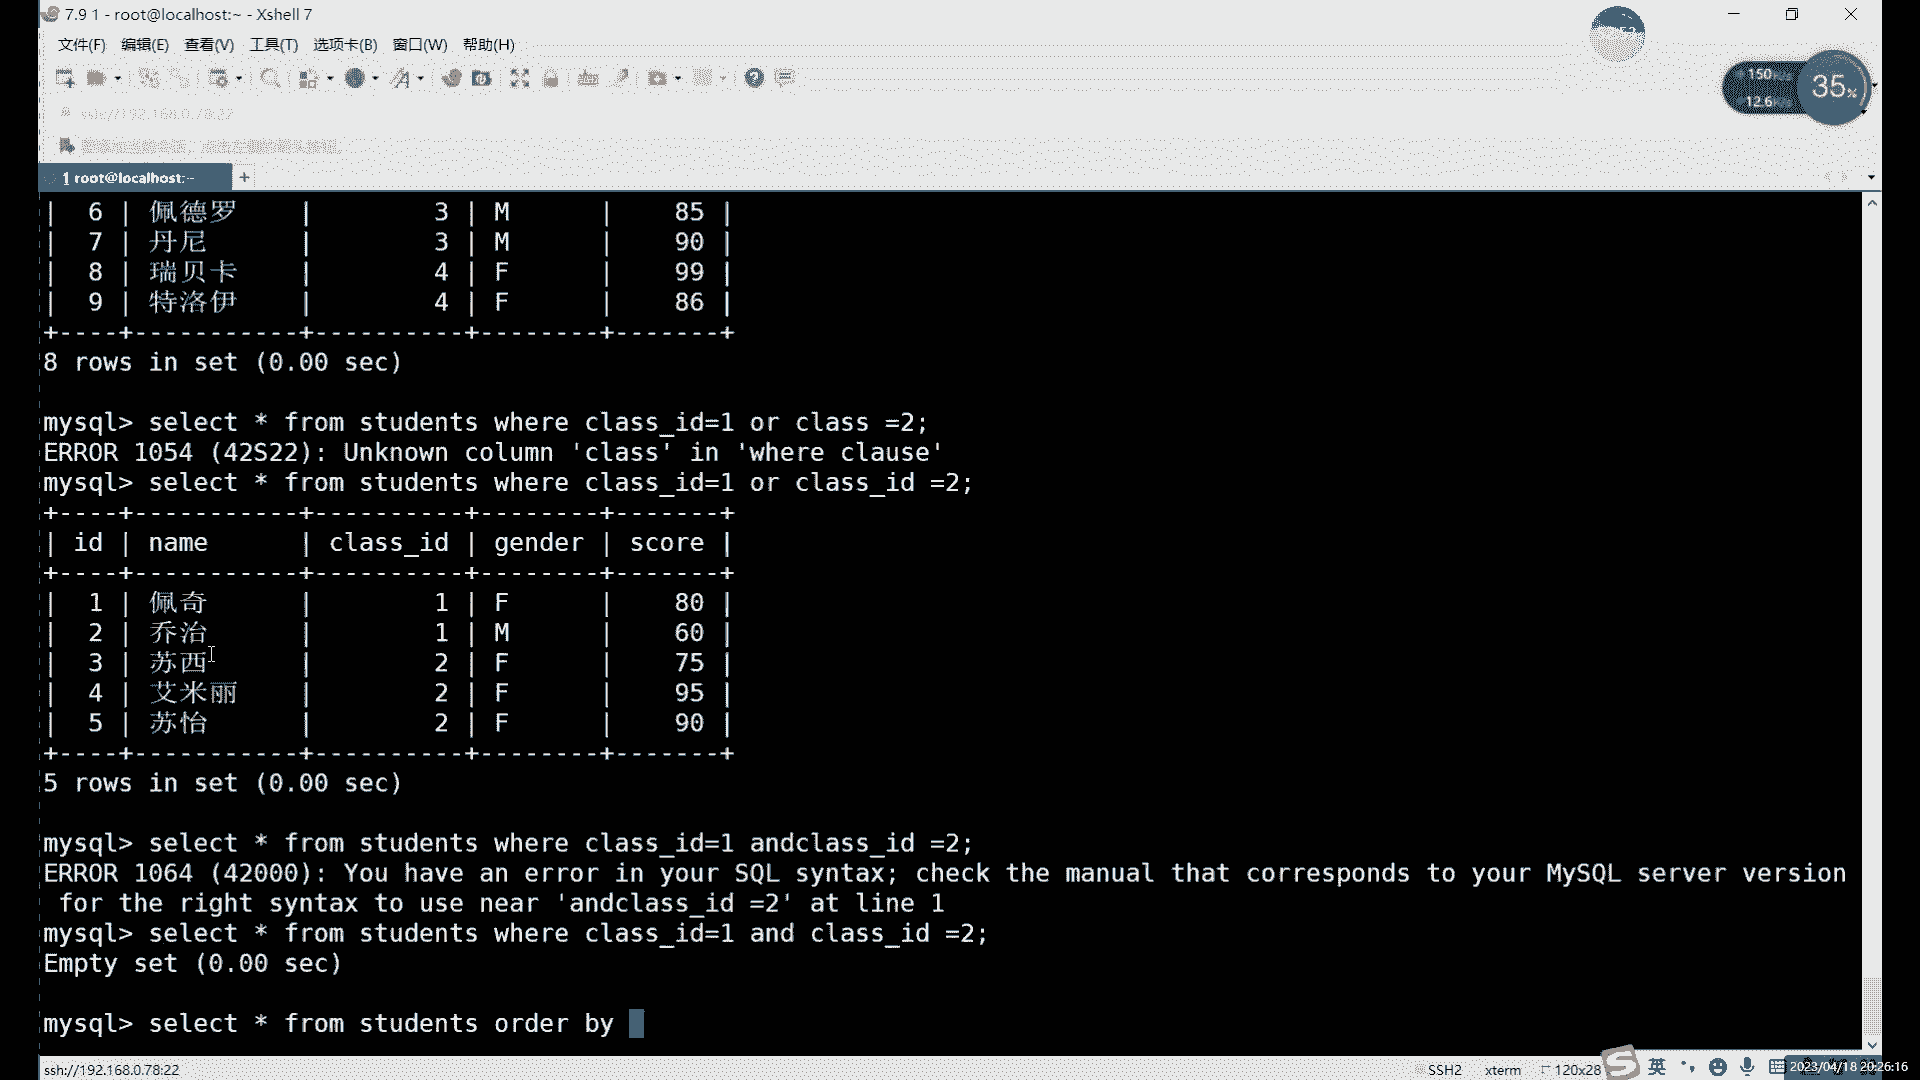 7.9 1 - root@localhost:~ - Xshell 7
文件(F) 编辑(E) 查看(V) 工具(T) 选项卡(B) 窗口(W) 帮助(H)
150K/s
12.6K/s
35%
ssh://192.168.0.78:22
1 root@localhost:~ +
| 6 | 佩德罗 | 3 | M | 85 |
| 7 | 丹尼 | 3 | M | 90 |
| 8 | 瑞贝卡 | 4 | F | 99 |
| 9 | 特洛伊 | 4 | F | 86 |
+----+-----------+----------+--------+-------+
8 rows in set (0.00 sec)
mysql> select * from students where class_id=1 or class =2;
ERROR 1054 (42S22): Unknown column 'class' in 'where clause'
mysql> select * from students where class_id=1 or class_id =2;
+----+-----------+----------+--------+-------+
| id | name | class_id | gender | score |
+----+-----------+----------+--------+-------+
| 1 | 佩奇 | 1 | F | 80 |
| 2 | 乔治 | 1 | M | 60 |
| 3 | 苏西 | 2 | F | 75 |
| 4 | 艾米丽 | 2 | F | 95 |
| 5 | 苏怡 | 2 | F | 90 |
+----+-----------+----------+--------+-------+
5 rows in set (0.00 sec)
mysql> select * from students where class_id=1 andclass_id =2;
ERROR 1064 (42000): You have an error in your SQL syntax; check the manual that corresponds to your MySQL server version
for the right syntax to use near 'andclass_id =2' at line 1
mysql> select * from students where class_id=1 and class_id =2;
Empty set (0.00 sec)
mysql> select * from students order by
ssh://192.168.0.78:22 SSH2 xterm 120x28 英 2023/04/18 20:26:16